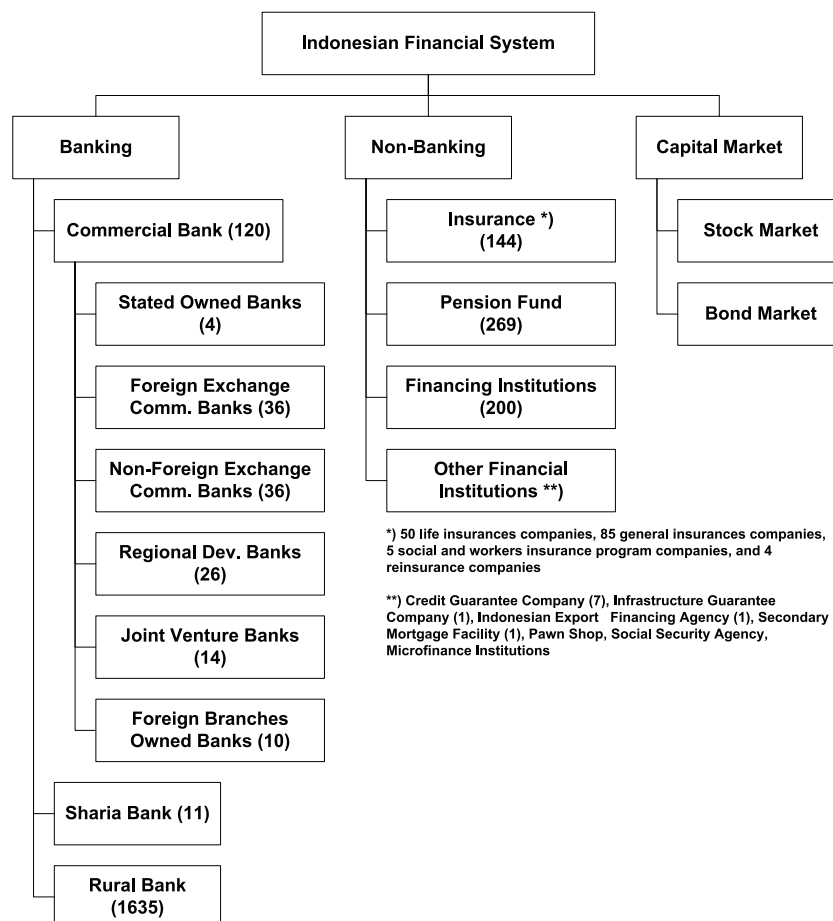 Indonesian Financial System
Banking
Non-Banking
Capital Market
Commercial Bank (120)
Stated Owned Banks
(4)
Foreign Exchange
Comm. Banks (36)
Non-Foreign Exchange
Comm. Banks (36)
Regional Dev. Banks
(26)
Joint Venture Banks
(14)
Foreign Branches
Owned Banks (10)
Sharia Bank (11)
Rural Bank
(1635)
Insurance *)
(144)
Pension Fund
(269)
Financing Institutions
(200)
Other Financial
Institutions **)
Stock Market
Bond Market
*) 50 life insurances companies, 85 general insurances companies,
5 social and workers insurance program companies, and 4
reinsurance companies
**) Credit Guarantee Company (7), Infrastructure Guarantee
Company (1), Indonesian Export Financing Agency (1), Secondary
Mortgage Facility (1), Pawn Shop, Social Security Agency,
Microfinance Institutions